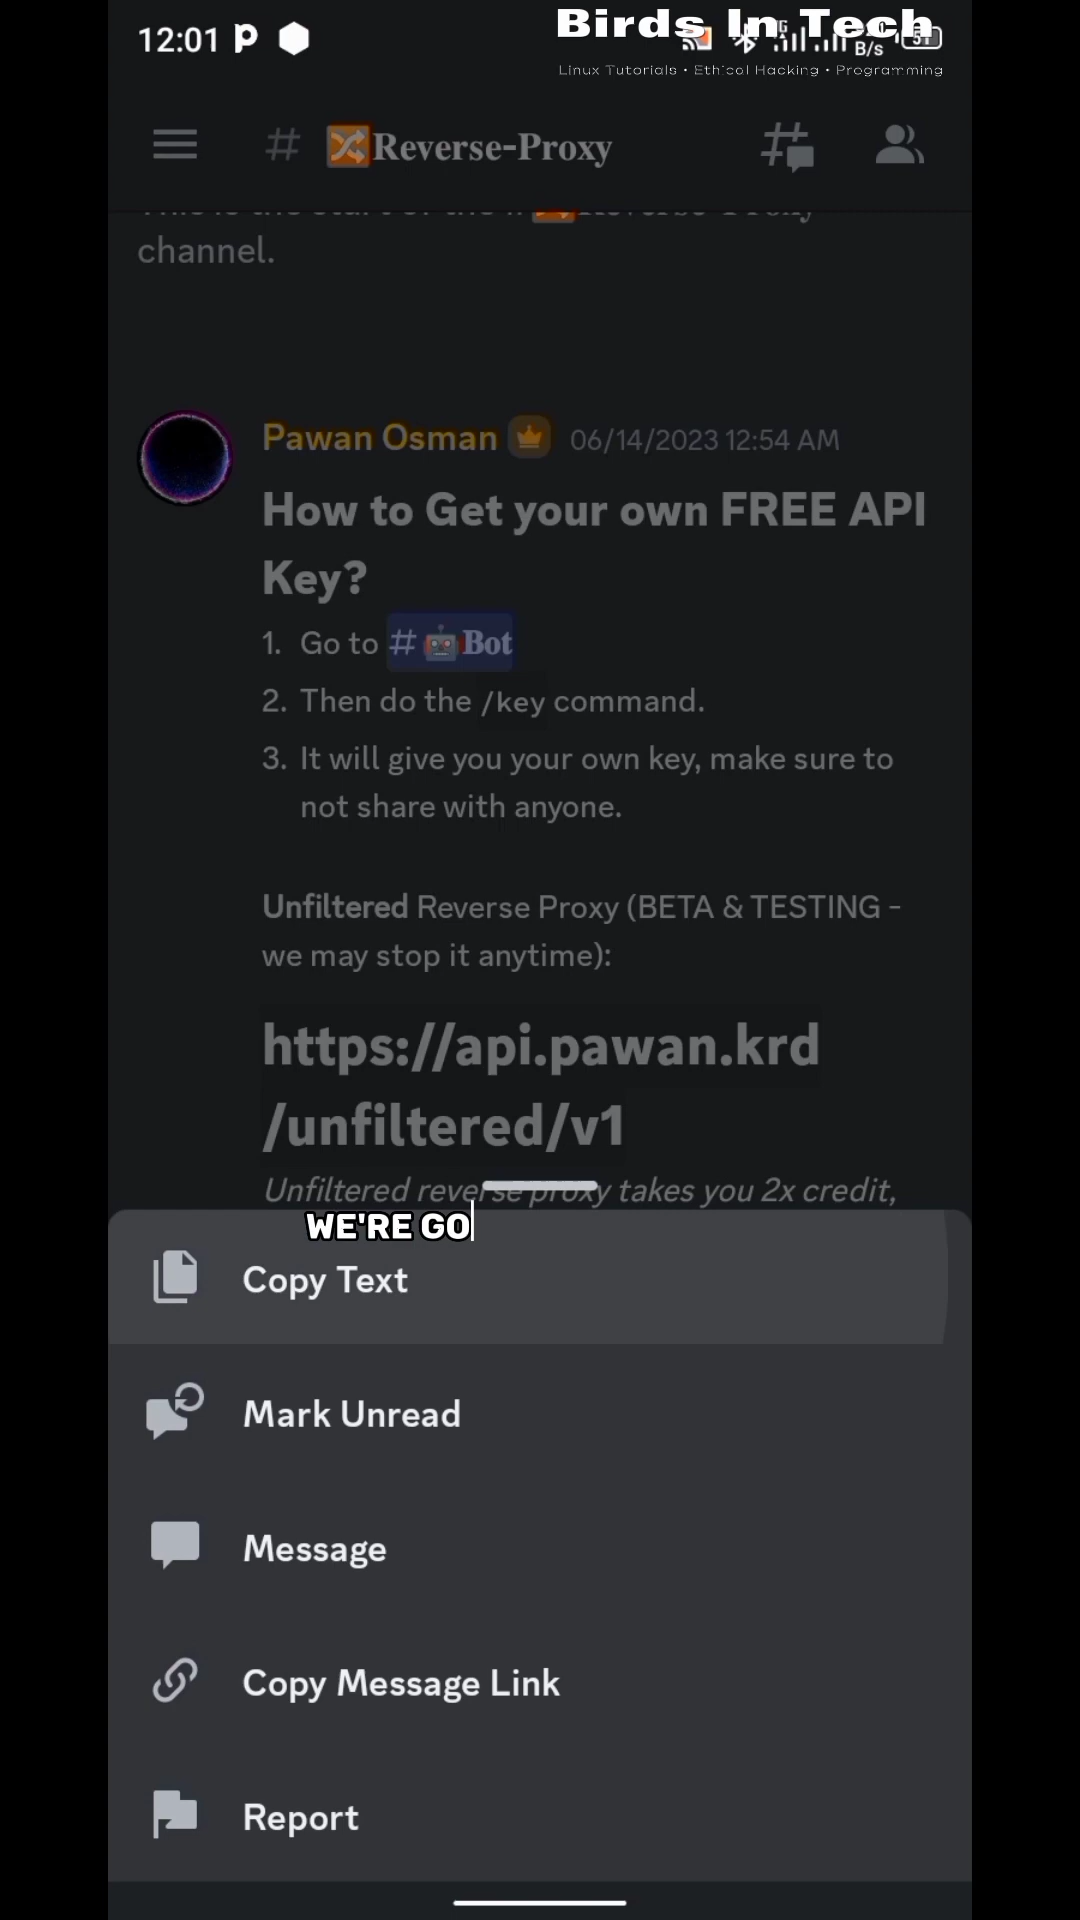 Birds In Tech
12:01
B/s
51
Linux Tutorials • Ethical Hacking • Programming
# 🔀Reverse-Proxy
channel.
Pawan Osman 06/14/2023 12:54 AM
How to Get your own FREE API
Key?
1. Go to #🤖Bot
2. Then do the /key command.
3. It will give you your own key, make sure to
not share with anyone.
Unfiltered Reverse Proxy (BETA & TESTING -
we may stop it anytime):
https://api.pawan.krd
/unfiltered/v1
Unfiltered reverse proxy takes you 2x credit,
WE'RE GO
Copy Text
Mark Unread
Message
Copy Message Link
Report